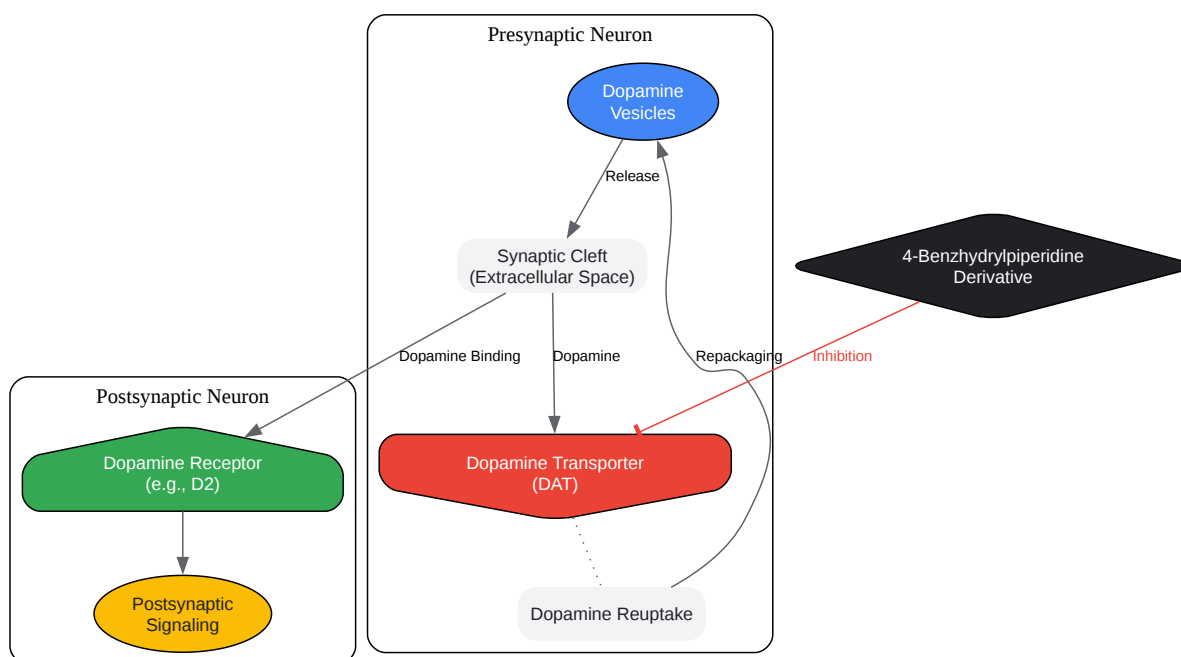 Presynaptic Neuron
Dopamine
Vesicles
Release
Synaptic Cleft
(Extracellular Space)
4-Benzhydrylpiperidine
Derivative
Dopamine Binding
Dopamine
Repackaging
Inhibition
Postsynaptic Neuron
Dopamine Receptor
(e.g., D2)
Dopamine Transporter
(DAT)
Postsynaptic
Signaling
Dopamine Reuptake